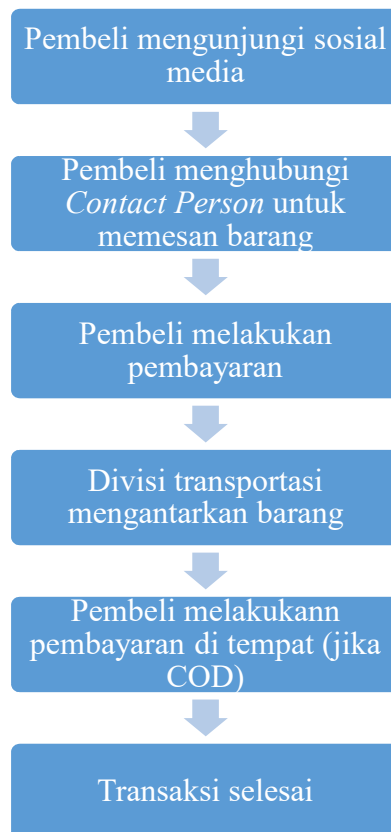 Pembeli mengunjungi sosial
media
Pembeli menghubungi
Contact Person untuk
memesan barang
Pembeli melakukan
pembayaran
Divisi transportasi
mengantarkan barang
Pembeli melakukann
pembayaran di tempat (jika
COD)
Transaksi selesai